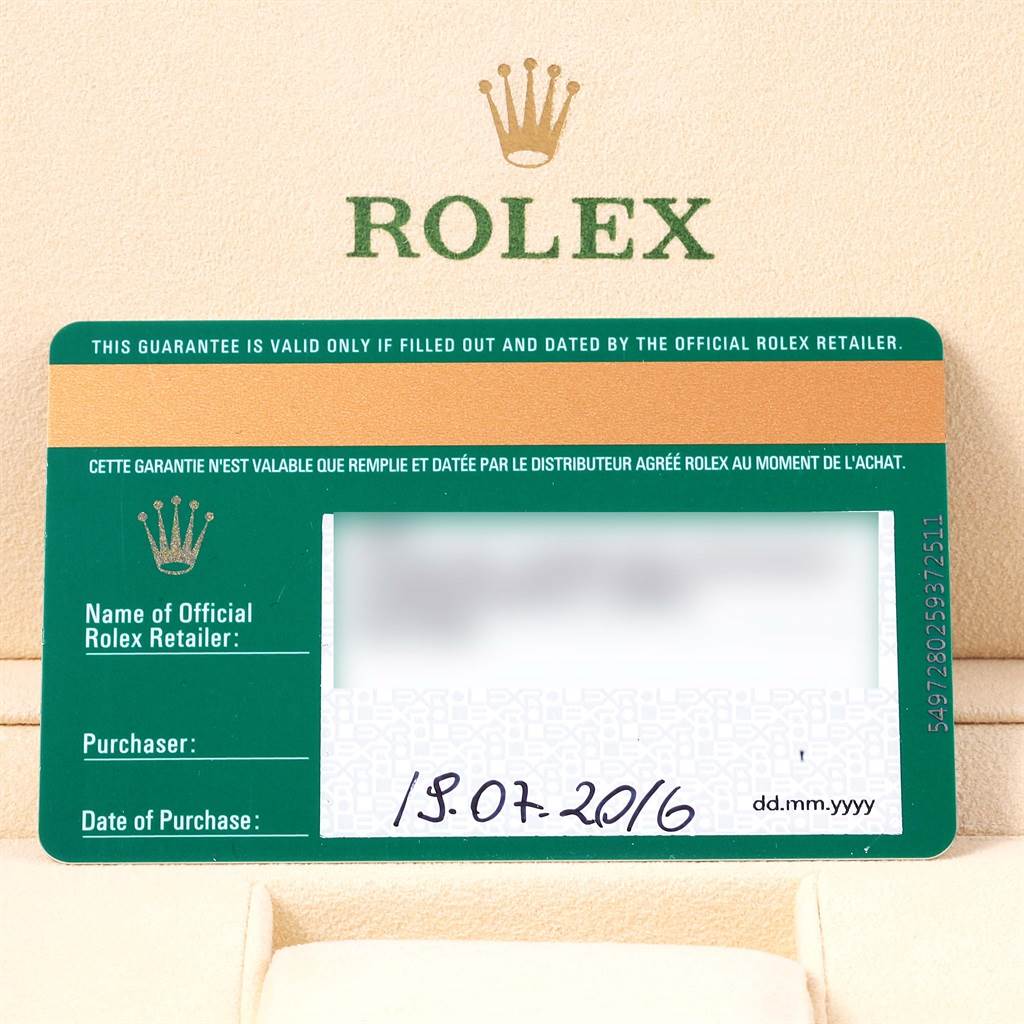 ROLEX
THIS GUARANTEE IS VALID ONLY IF FILLED OUT AND DATED BY THE OFFICIAL ROLEX RETAILER.
CETTE GARANTIE N'EST VALABLE QUE REMPLIE ET DATÉE PAR LE DISTRIBUTEUR AGRÉÉ ROLEX AU MOMENT DE L'ACHAT.
Name of Official
Rolex Retailer:
Purchaser:
Date of Purchase:
19.07.2016
dd.mm.yyyy
5497280259372511